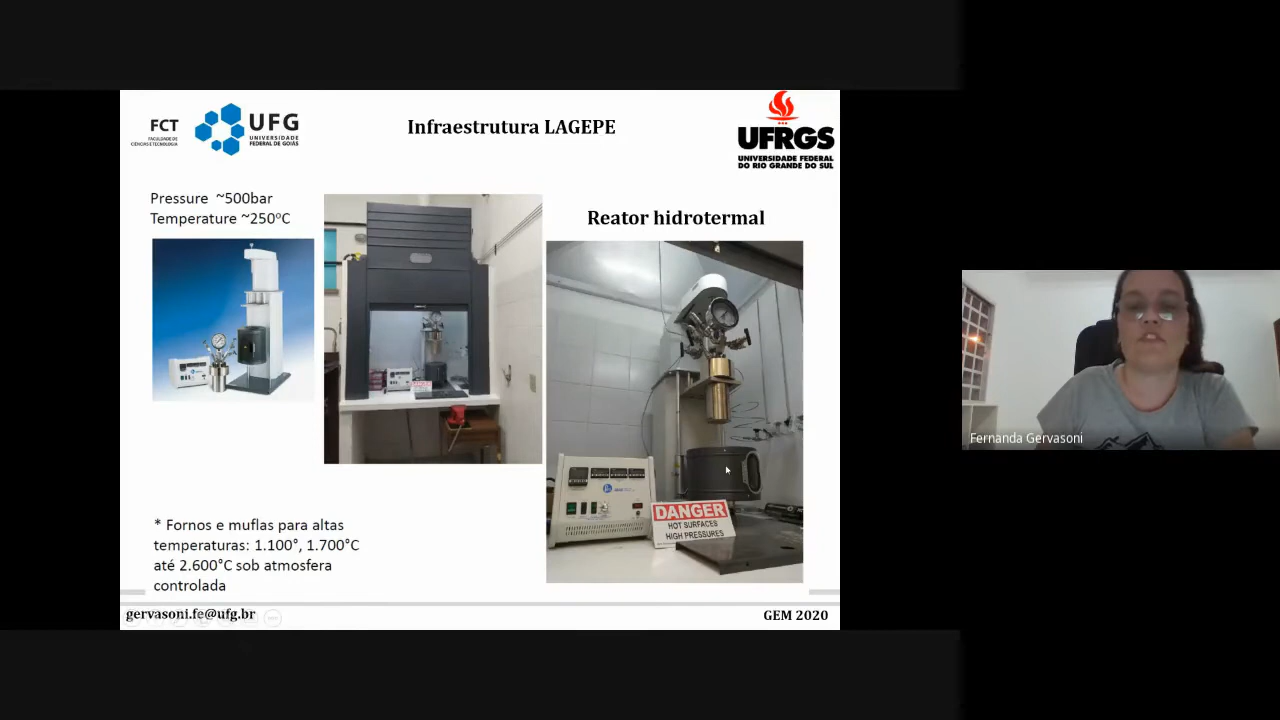 FCT
FACULDADE DE
CIÊNCIAS E TECNOLOGIA
UFG
UNIVERSIDADE
FEDERAL DE GOIÁS
Infraestrutura LAGEPE
UFRGS
UNIVERSIDADE FEDERAL
DO RIO GRANDE DO SUL
Pressure ~500bar
Temperature ~250ºC
Reator hidrotermal
DANGER
HOT SURFACES
HIGH PRESSURES
* Fornos e muflas para altas
temperaturas: 1.100°, 1.700°C
até 2.600°C sob atmosfera
controlada
gervasoni.fe@ufg.br
GEM 2020
Fernanda Gervasoni